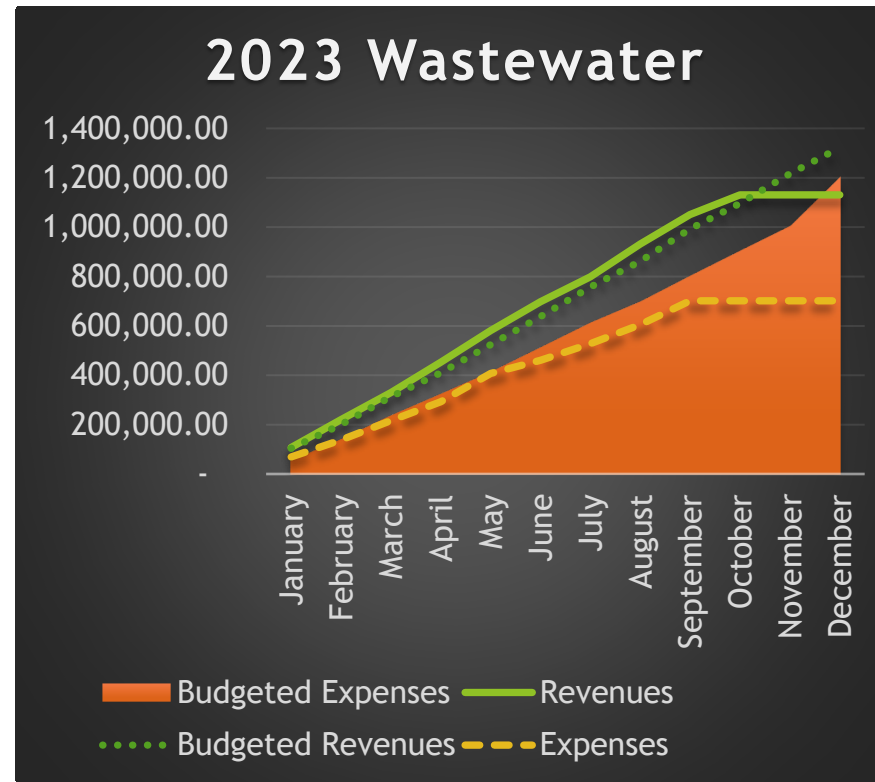 2023 Wastewater
1,400,000.00
1,200,000.00
1,000,000.00
800,000.00
600,000.00
400,000.00
200,000.00
-
January
February
March
April
May
June
July
August
September
October
November
December
Budgeted Expenses
Revenues
Budgeted Revenues
Expenses